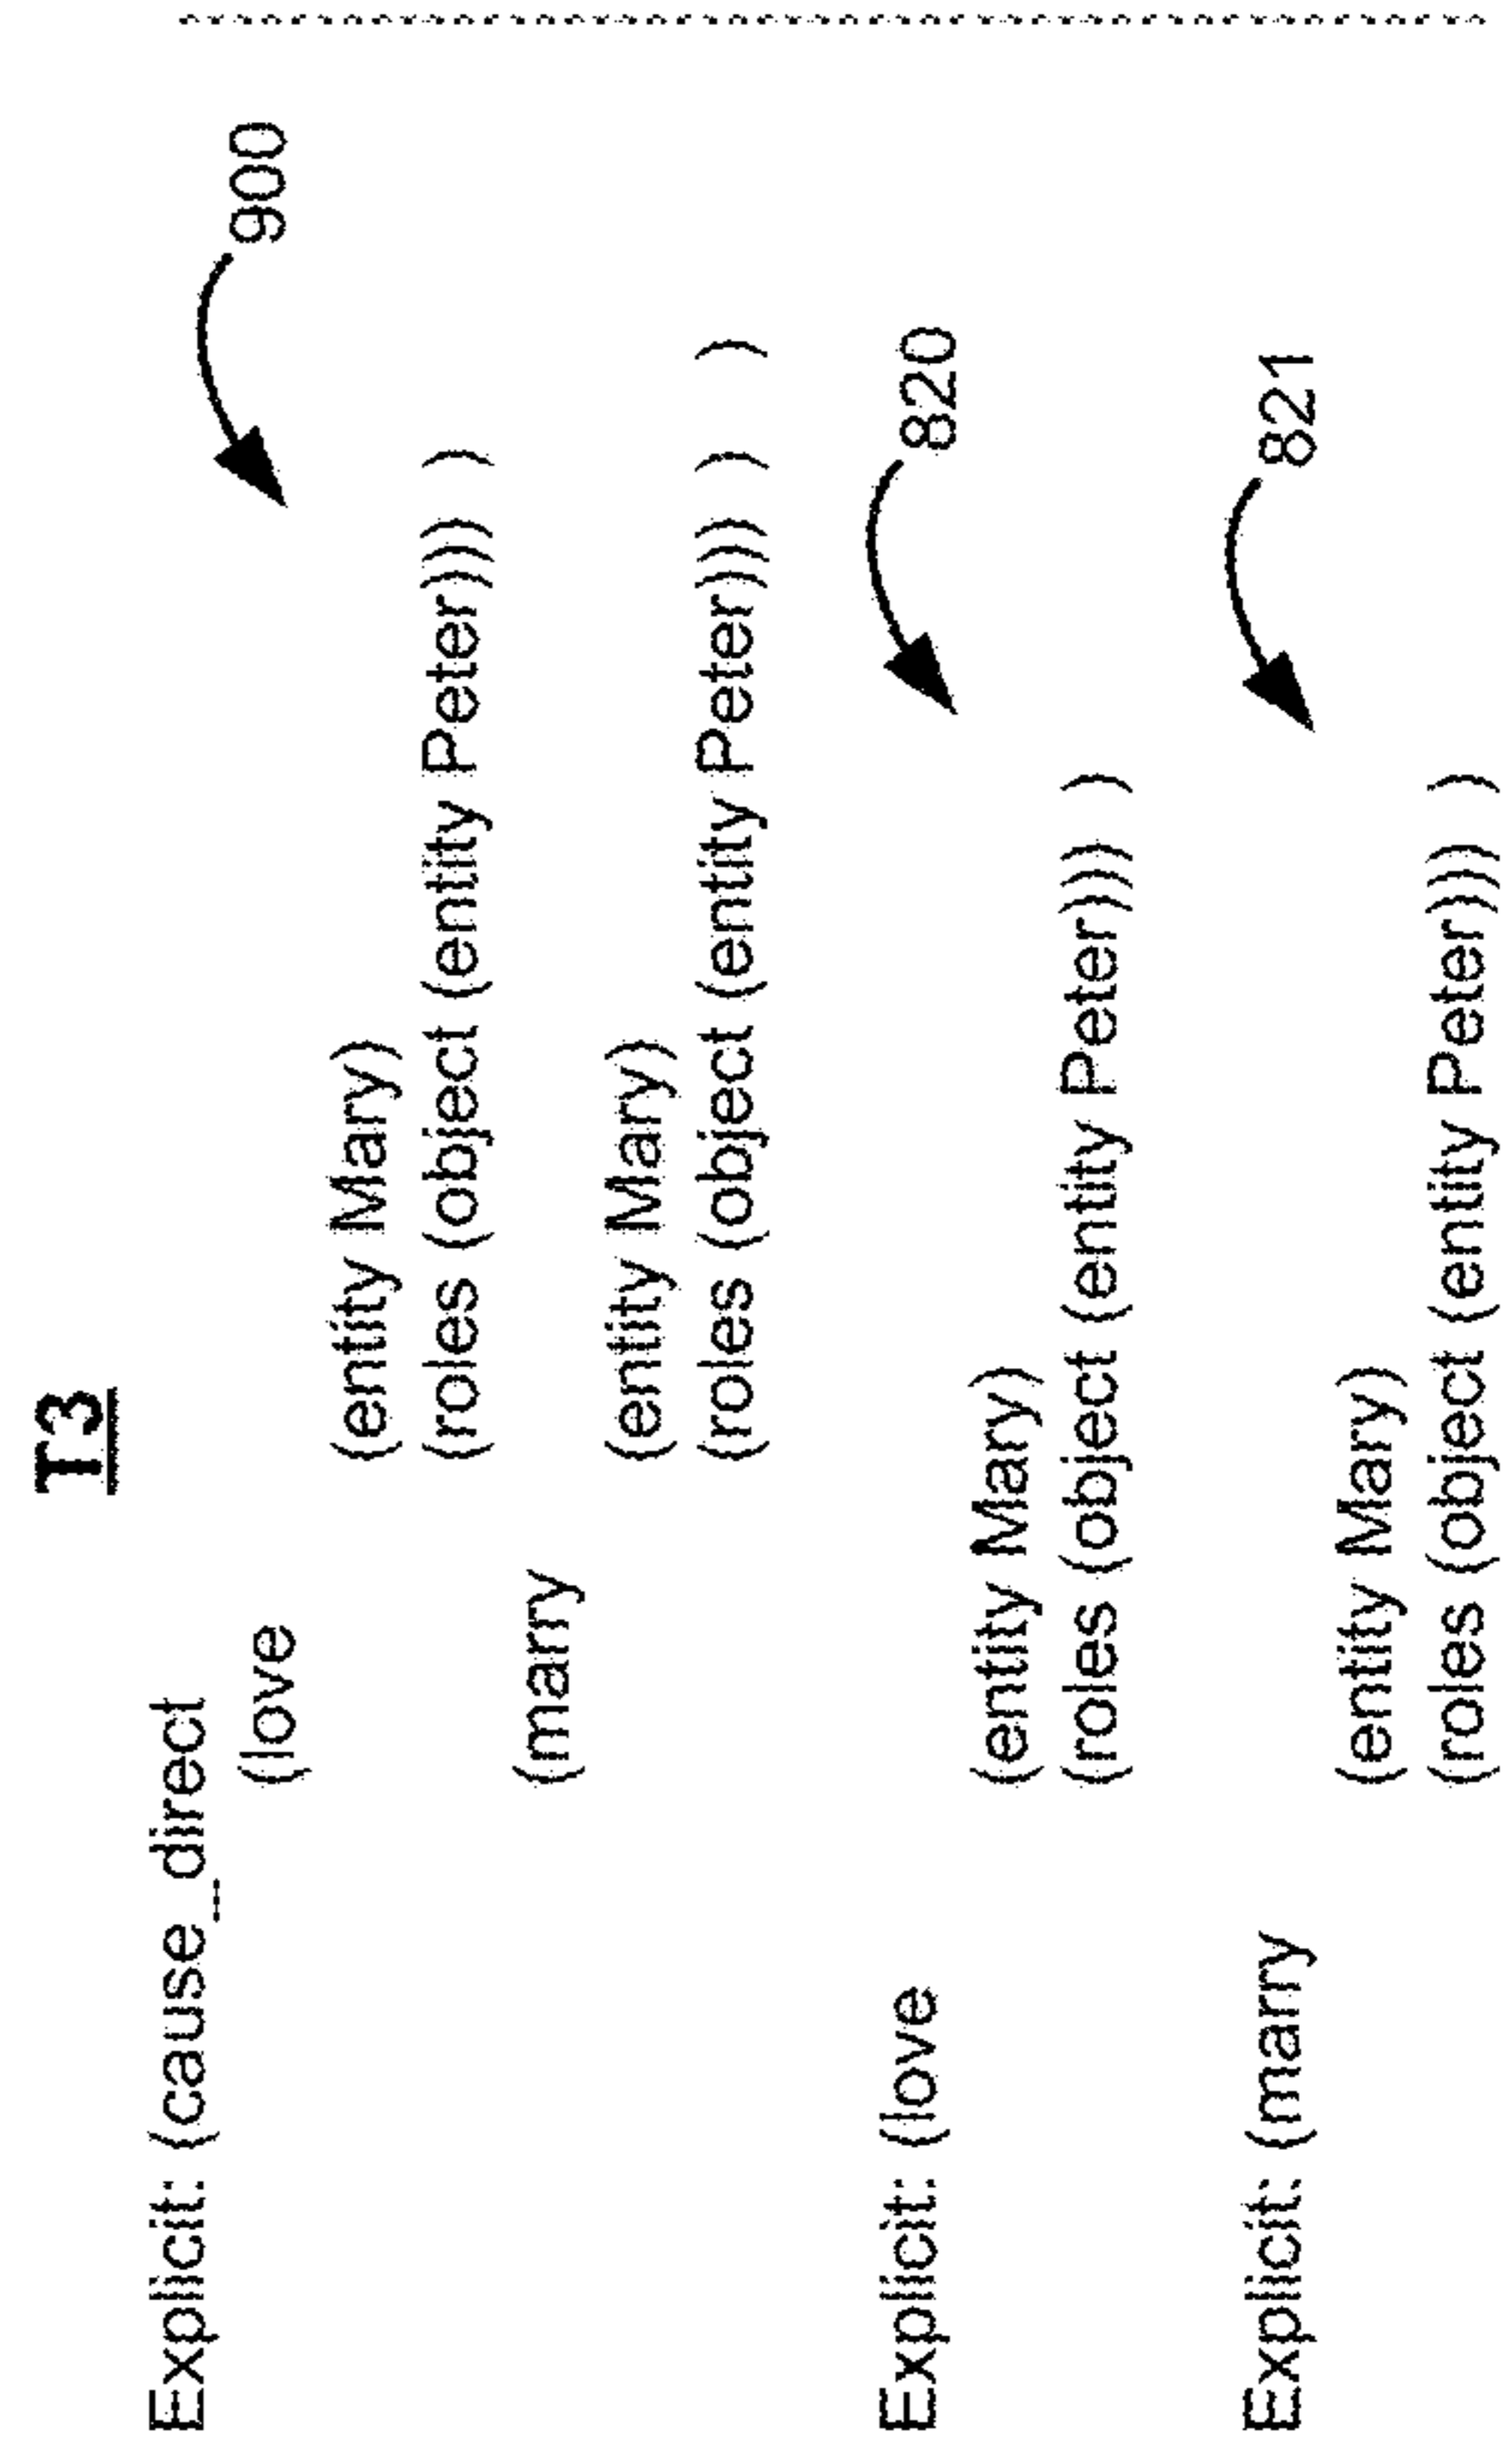 T3
Explicit: (cause_direct
900
(love
(entity Mary)
(roles (object (entity Peter))) )
(marry
(entity Mary)
(roles (object (entity Peter))) ) )
Explicit: (love
820
(entity Mary)
(roles (object (entity Peter))) )
Explicit: (marry
821
(entity Mary)
(roles (object (entity Peter))) )